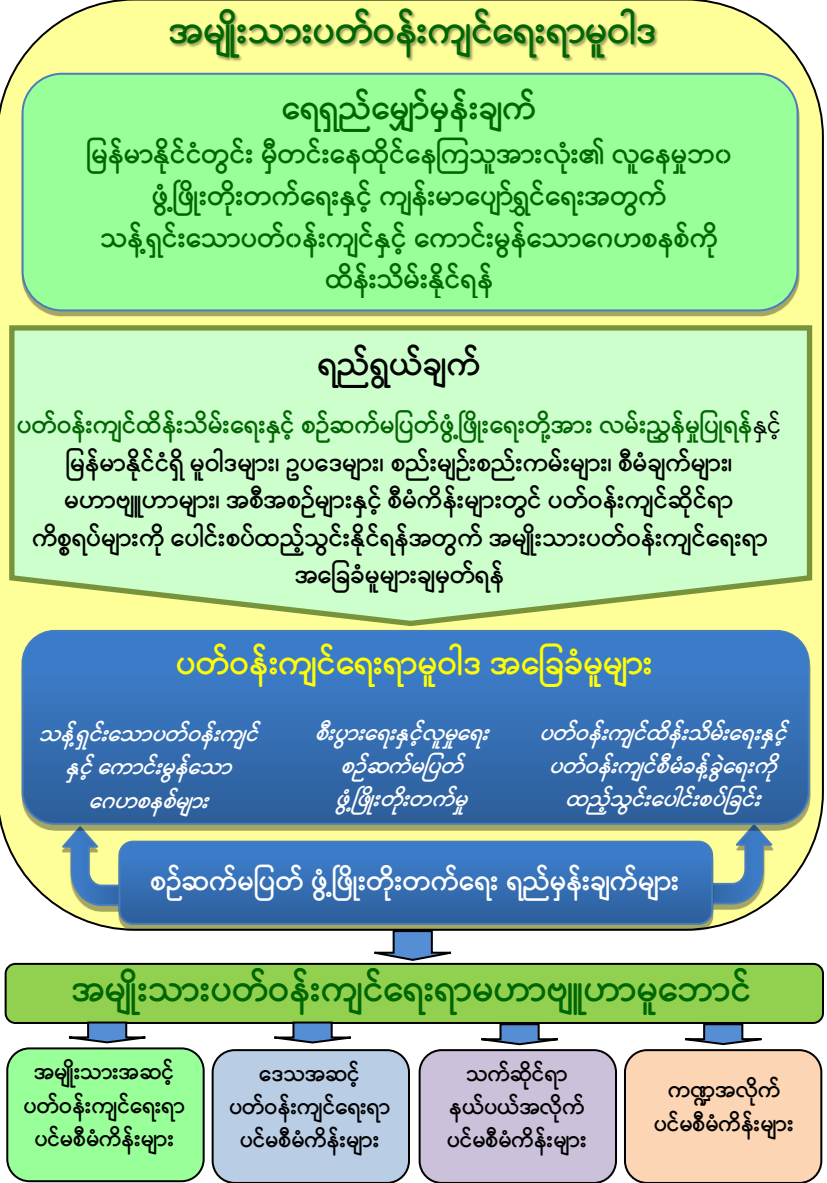 အမျိုးသားပတ်ဝန်းကျင်ရေးရာမူဝါဒ
ရေရှည်မျှော်မှန်းချက်
မြန်မာနိုင်ငံတွင်း မှီတင်းနေထိုင်နေကြသူအားလုံး၏ လူနေမှုဘဝ
ဖွံ့ဖြိုးတိုးတက်ရေးနှင့် ကျန်းမာပျော်ရွှင်ရေးအတွက်
သန့်ရှင်းသောပတ်ဝန်းကျင်နှင့် ကောင်းမွန်သောဂေဟစနစ်ကို
ထိန်းသိမ်းနိုင်ရန်
ရည်ရွယ်ချက်
ပတ်ဝန်းကျင်ထိန်းသိမ်းရေးနှင့် စဉ်ဆက်မပြတ်ဖွံ့ဖြိုးရေးတို့အား လမ်းညွှန်မှုပြုရန်နှင့်
မြန်မာနိုင်ငံရှိ မူဝါဒများ၊ ဥပဒေများ၊ စည်းမျဉ်းစည်းကမ်းများ၊ စီမံချက်များ၊
မဟာဗျူဟာများ၊ အစီအစဉ်များနှင့် စီမံကိန်းများတွင် ပတ်ဝန်းကျင်ဆိုင်ရာ
ကိစ္စရပ်များကို ပေါင်းစပ်ထည့်သွင်းနိုင်ရန်အတွက် အမျိုးသားပတ်ဝန်းကျင်ရေးရာ
အခြေခံမူများချမှတ်ရန်
ပတ်ဝန်းကျင်ရေးရာမူဝါဒ အခြေခံမူများ
သန့်ရှင်းသောပတ်ဝန်းကျင်
နှင့် ကောင်းမွန်သော
ဂေဟစနစ်များ
စီးပွားရေးနှင့်လူမှုရေး
စဉ်ဆက်မပြတ်
ဖွံ့ဖြိုးတိုးတက်မှု
ပတ်ဝန်းကျင်ထိန်းသိမ်းရေးနှင့်
ပတ်ဝန်းကျင်စီမံခန့်ခွဲရေးကို
ထည့်သွင်းပေါင်းစပ်ခြင်း
စဉ်ဆက်မပြတ် ဖွံ့ဖြိုးတိုးတက်ရေး ရည်မှန်းချက်များ
အမျိုးသားပတ်ဝန်းကျင်ရေးရာမဟာဗျူဟာမူဘောင်
အမျိုးသားအဆင့်
ပတ်ဝန်းကျင်ရေးရာ
ပင်မစီမံကိန်းများ
ဒေသအဆင့်
ပတ်ဝန်းကျင်ရေးရာ
ပင်မစီမံကိန်းများ
သက်ဆိုင်ရာ
နယ်ပယ်အလိုက်
ပင်မစီမံကိန်းများ
ကဏ္ဍအလိုက်
ပင်မစီမံကိန်းများ